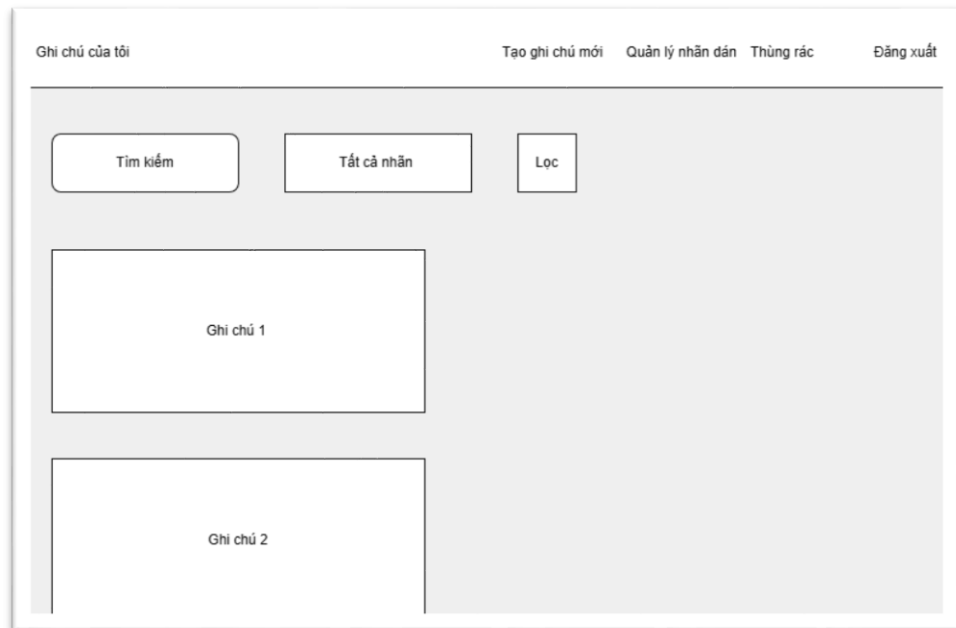 Ghi chú của tôi Tạo ghi chú mới Quản lý nhãn dán Thùng rác Đăng xuất
Tìm kiếm Tất cả nhãn Lọc
Ghi chú 1
Ghi chú 2